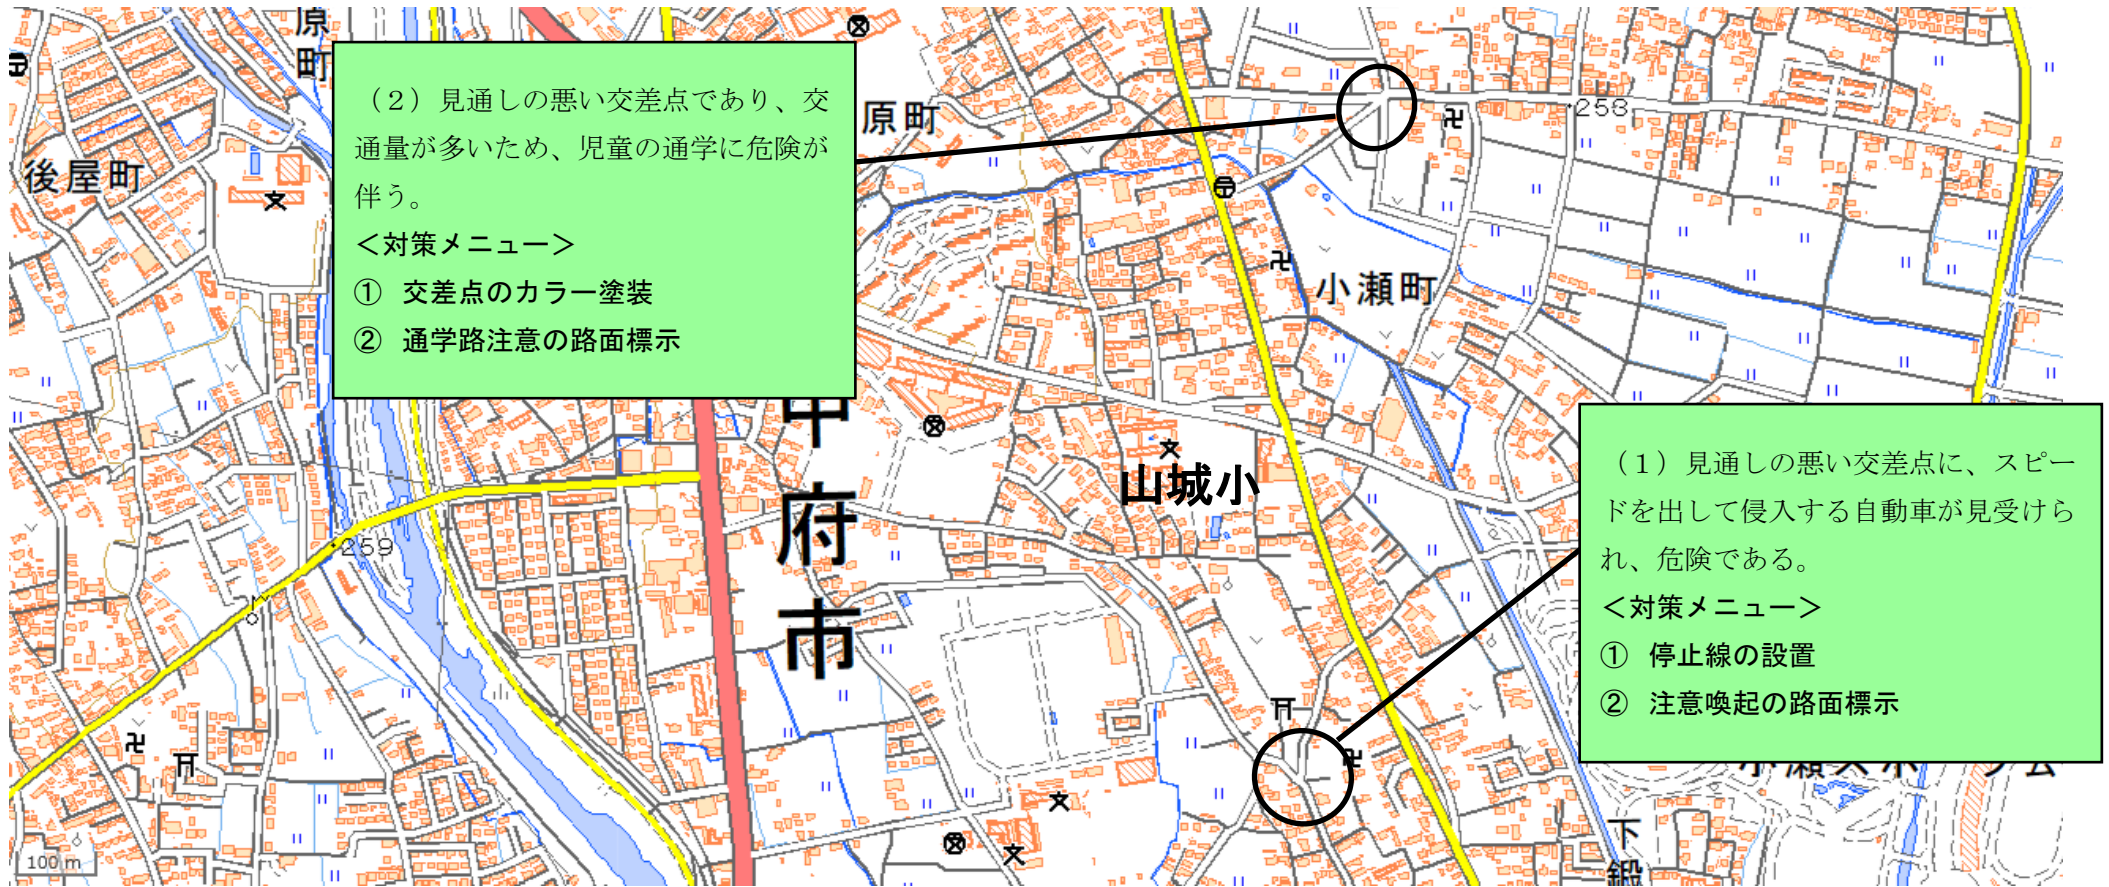 原町
（２）見通しの悪い交差点であり、交
通量が多いため、児童の通学に危険が
伴う。
＜対策メニュー＞
① 交差点のカラー塗装
② 通学路注意の路面標示
原町
258
後屋町
小瀬町
甲府市
山城小
（１）見通しの悪い交差点に、スピー
ドを出して侵入する自動車が見受けら
れ、危険である。
＜対策メニュー＞
① 停止線の設置
② 注意喚起の路面標示
259
下鍛
100 m